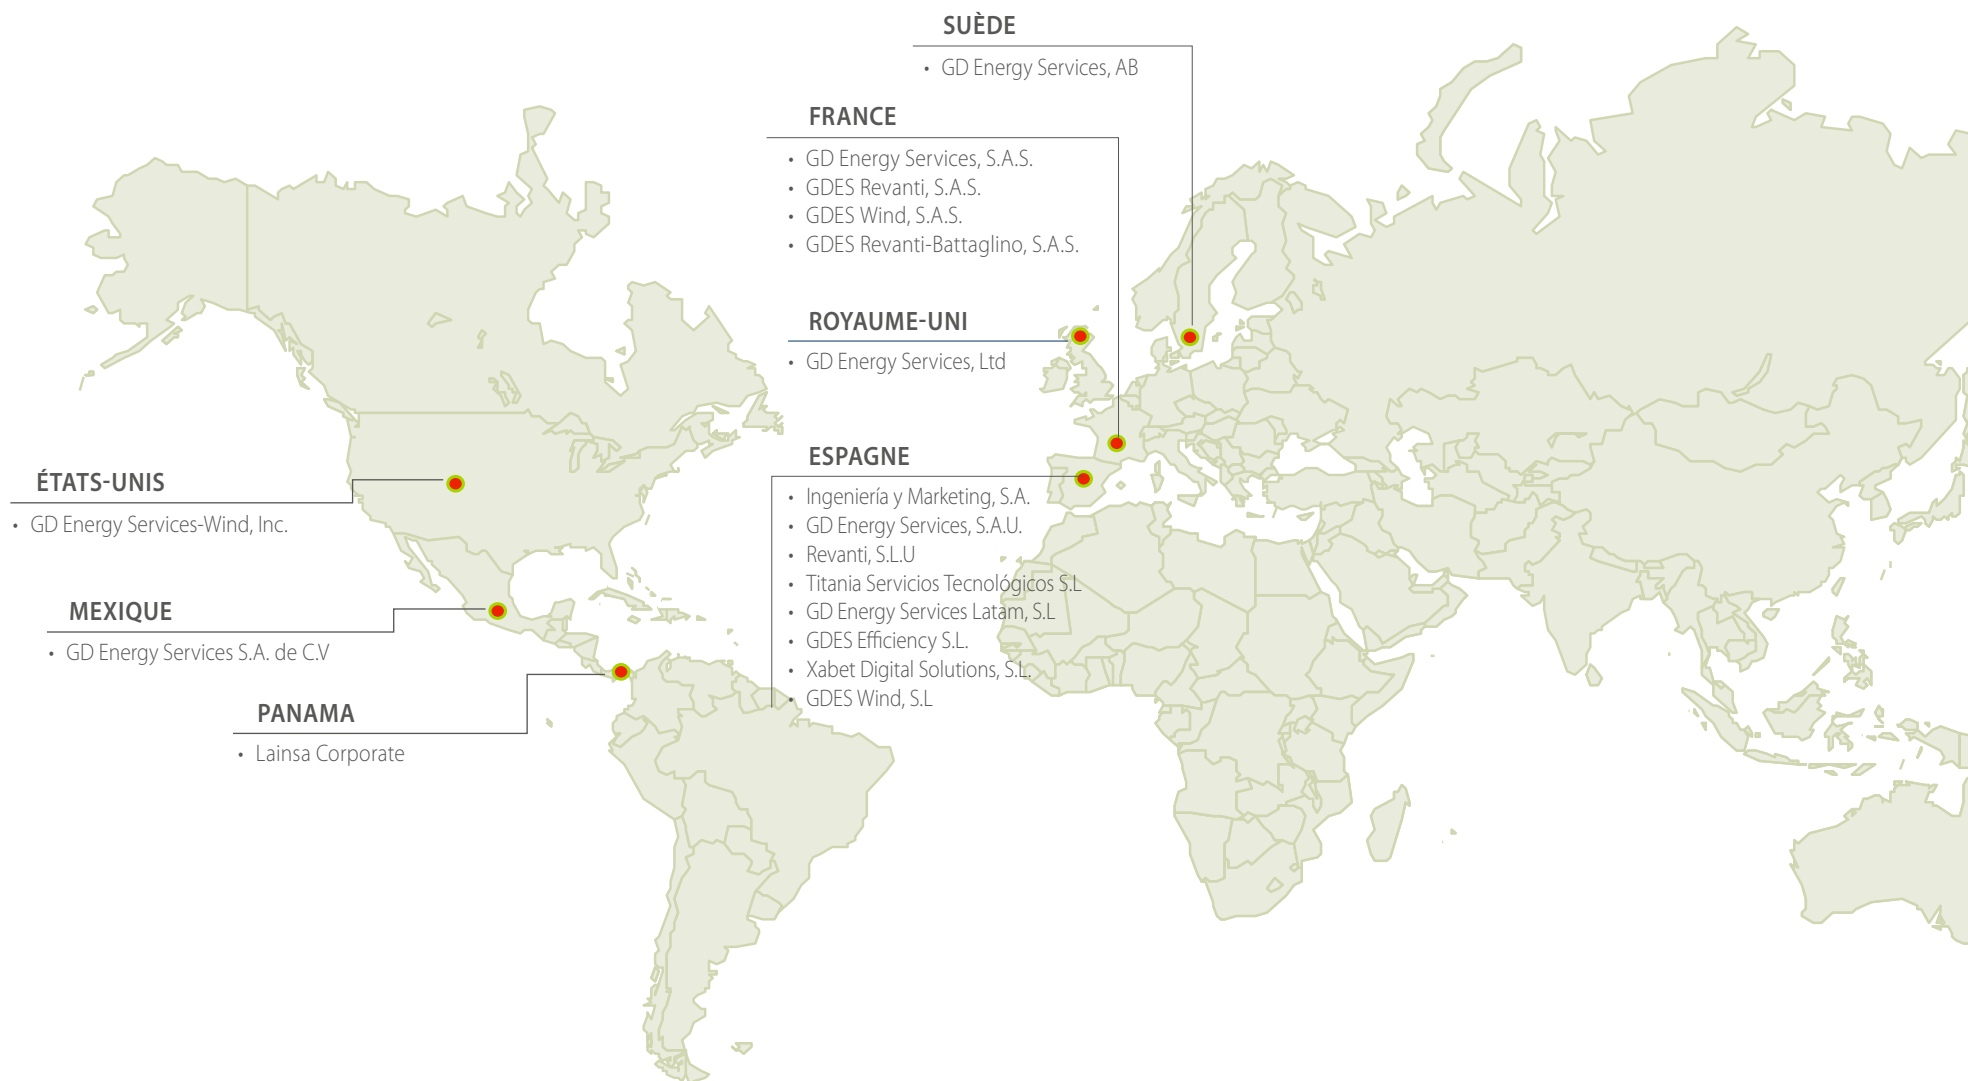 SUÈDE
• GD Energy Services, AB
FRANCE
• GD Energy Services, S.A.S.
• GDES Revanti, S.A.S.
• GDES Wind, S.A.S.
• GDES Revanti-Battaglino, S.A.S.
ROYAUME-UNI
• GD Energy Services, Ltd
ESPAGNE
• Ingeniería y Marketing, S.A.
• GD Energy Services, S.A.U.
• Revanti, S.L.U
• Titania Servicios Tecnológicos S.L
• GD Energy Services Latam, S.L
• GDES Efficiency S.L.
• Xabet Digital Solutions, S.L.
• GDES Wind, S.L
ÉTATS-UNIS
• GD Energy Services-Wind, Inc.
MEXIQUE
• GD Energy Services S.A. de C.V
PANAMA
• Lainsa Corporate